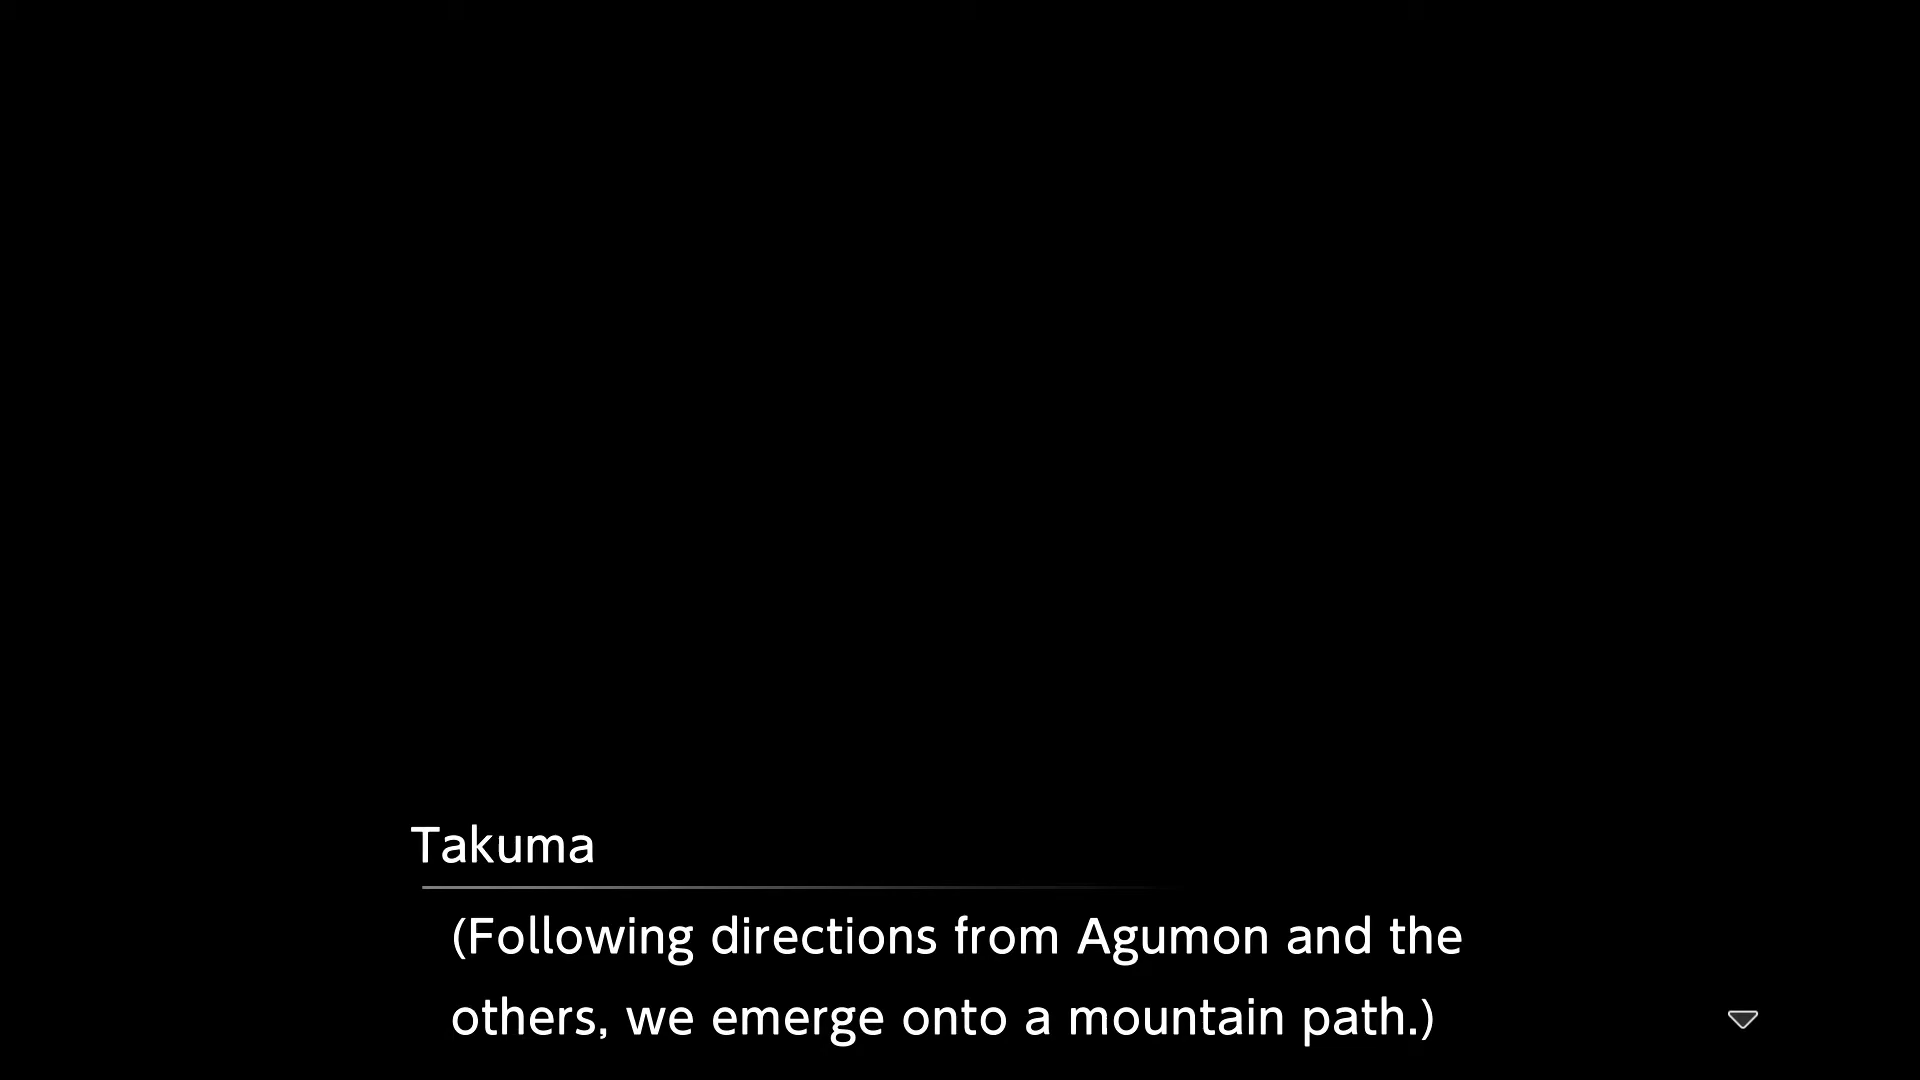 Takuma
(Following directions from Agumon and the
others, we emerge onto a mountain path.)